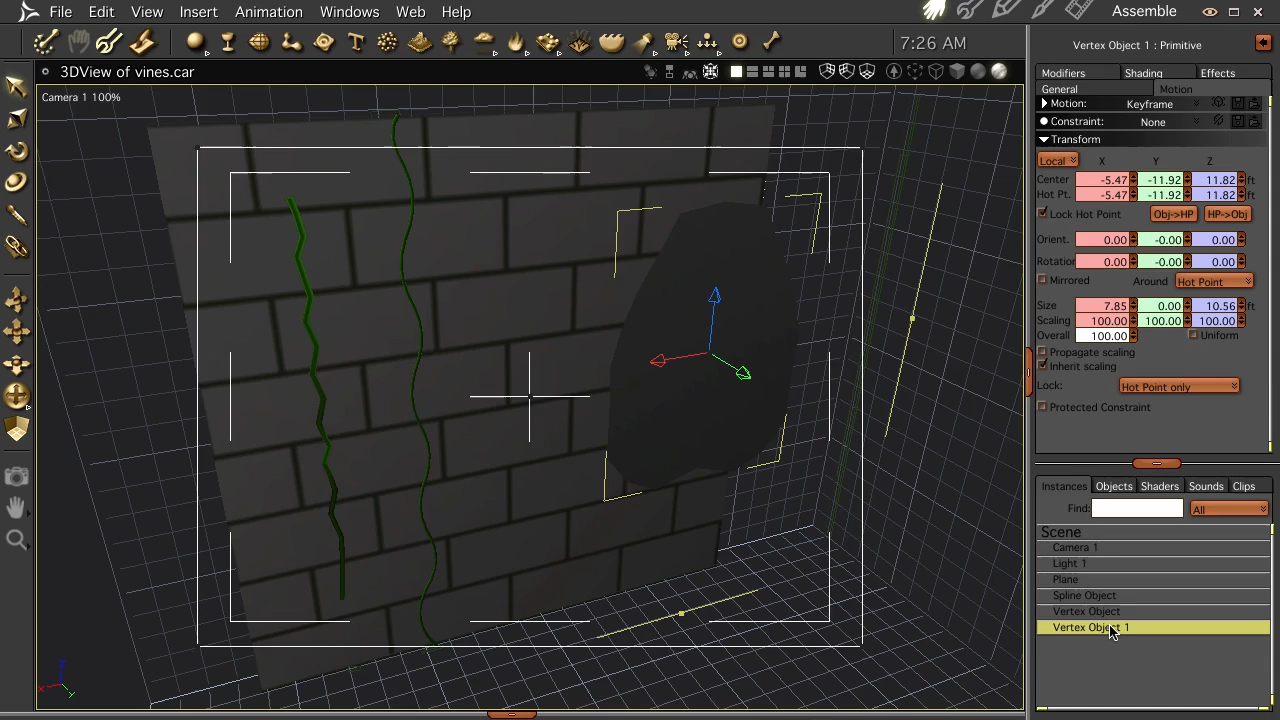 File Edit Views Insert Animation Windows Web Help Assemble
7:26 AM
3DView of vines.car
Camera 1 100%
Vertex Object 1 : Primitive
Modifiers Shading Effects
General Motion
Motion: Keyframe
Constraint: None
Transform
Local X Y Z
Center -5.47 -11.92 11.82 ft
Hot Pt. -5.47 -11.92 11.82
Lock Hot Point Obj->HP HP->Obj
Orient. 0.00 -0.00 0.00
Rotation 0.00 -0.00 0.00
Mirrored Around Hot Point
Size 7.85 0.00 10.56 ft
Scaling 100.00 100.00 100.00
Overall 100.00 Uniform
Propagate scaling
Inherit scaling
Lock: Hot Point only
Protected Constraint
Instances Objects Shaders Sounds Clips
Find: All
Scene
Camera 1
Light 1
Plane
Spline Object
Vertex Object
Vertex Object 1
Z
X
Y